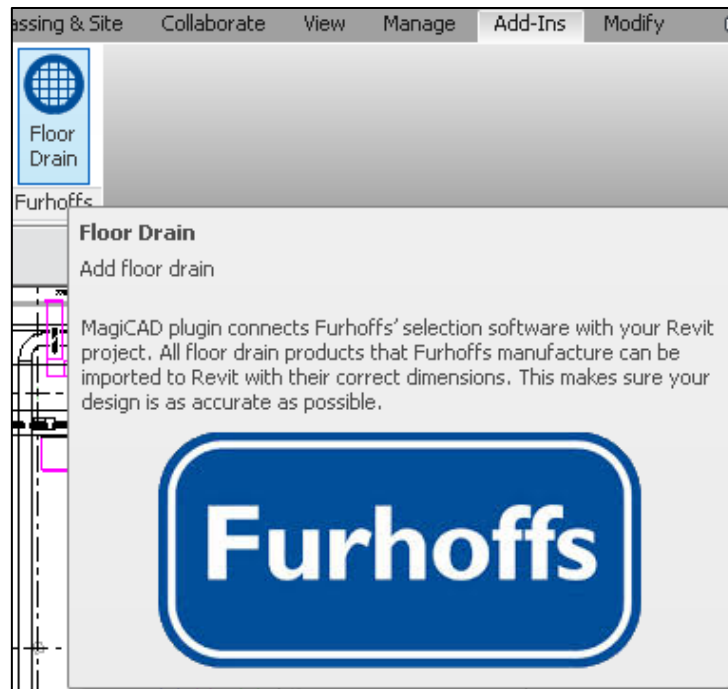 assing & Site Collaborate View Manage Add-Ins Modify
Floor
Drain
Furhoffs
Floor Drain
Add floor drain
MagiCAD plugin connects Furhoffs' selection software with your Revit
project. All floor drain products that Furhoffs manufacture can be
imported to Revit with their correct dimensions. This makes sure your
design is as accurate as possible.
Furhoffs